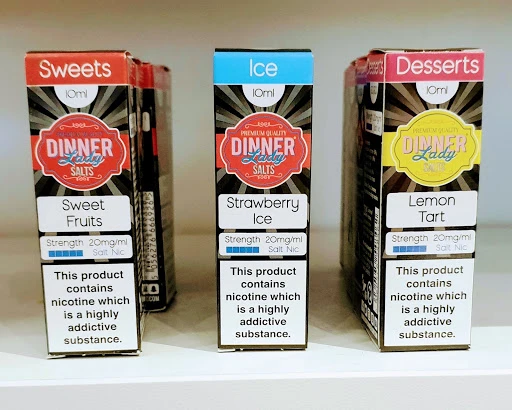 Sweets
10ml
DINNER
Lady
SALTS
Sweet
Fruits
Strength 20mg/ml
Salt Nic
This product
contains
nicotine which
is a highly
addictive
substance.
Ice
10ml
PREMIUM QUALITY
DINNER
Lady
SALTS
Strawberry
Ice
Strength 20mg/ml
Salt Nic
This product
contains
nicotine which
is a highly
addictive
substance.
Desserts
10ml
PREMIUM QUALITY
DINNER
Lady
SALTS
Lemon
Tart
Strength 20mg/ml
Salt Nic
This product
contains
nicotine which
is a highly
addictive
substance.
Desserts